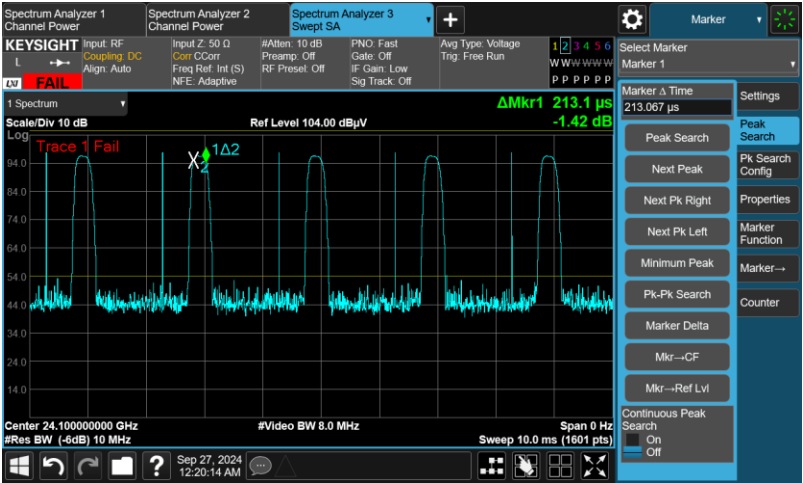 Spectrum Analyzer 1
Channel Power
Spectrum Analyzer 2
Channel Power
Spectrum Analyzer 3
Swept SA
Marker
KEYSIGHT
L
LXI
FAIL
Input: RF
Coupling: DC
Align: Auto
Input Z: 50 Ω
Corr CCorr
Freq Ref: Int (S)
NFE: Adaptive
#Atten: 10 dB
Preamp: Off
RF Presel: Off
PNO: Fast
Gate: Off
IF Gain: Low
Sig Track: Off
Avg Type: Voltage
Trig: Free Run
1 2 3 4 5 6
W W W W W W
P P P P P P
Select Marker
Marker 1
1 Spectrum
ΔMkr1 213.1 µs
-1.42 dB
Scale/Div 10 dB
Ref Level 104.00 dBµV
Log
Trace 1 Fail
1Δ2
2
94.0
84.0
74.0
64.0
54.0
44.0
34.0
24.0
14.0
Center 24.100000000 GHz
#Video BW 8.0 MHz
Span 0 Hz
#Res BW (-6dB) 10 MHz
Sweep 10.0 ms (1601 pts)
Marker Δ Time
213.067 µs
Peak Search
Next Peak
Next Pk Right
Next Pk Left
Minimum Peak
Pk-Pk Search
Marker Delta
Mkr→CF
Mkr→Ref Lvl
Continuous Peak
Search
On
Off
Settings
Peak
Search
Pk Search
Config
Properties
Marker
Function
Marker→
Counter
?
Sep 27, 2024
12:20:14 AM